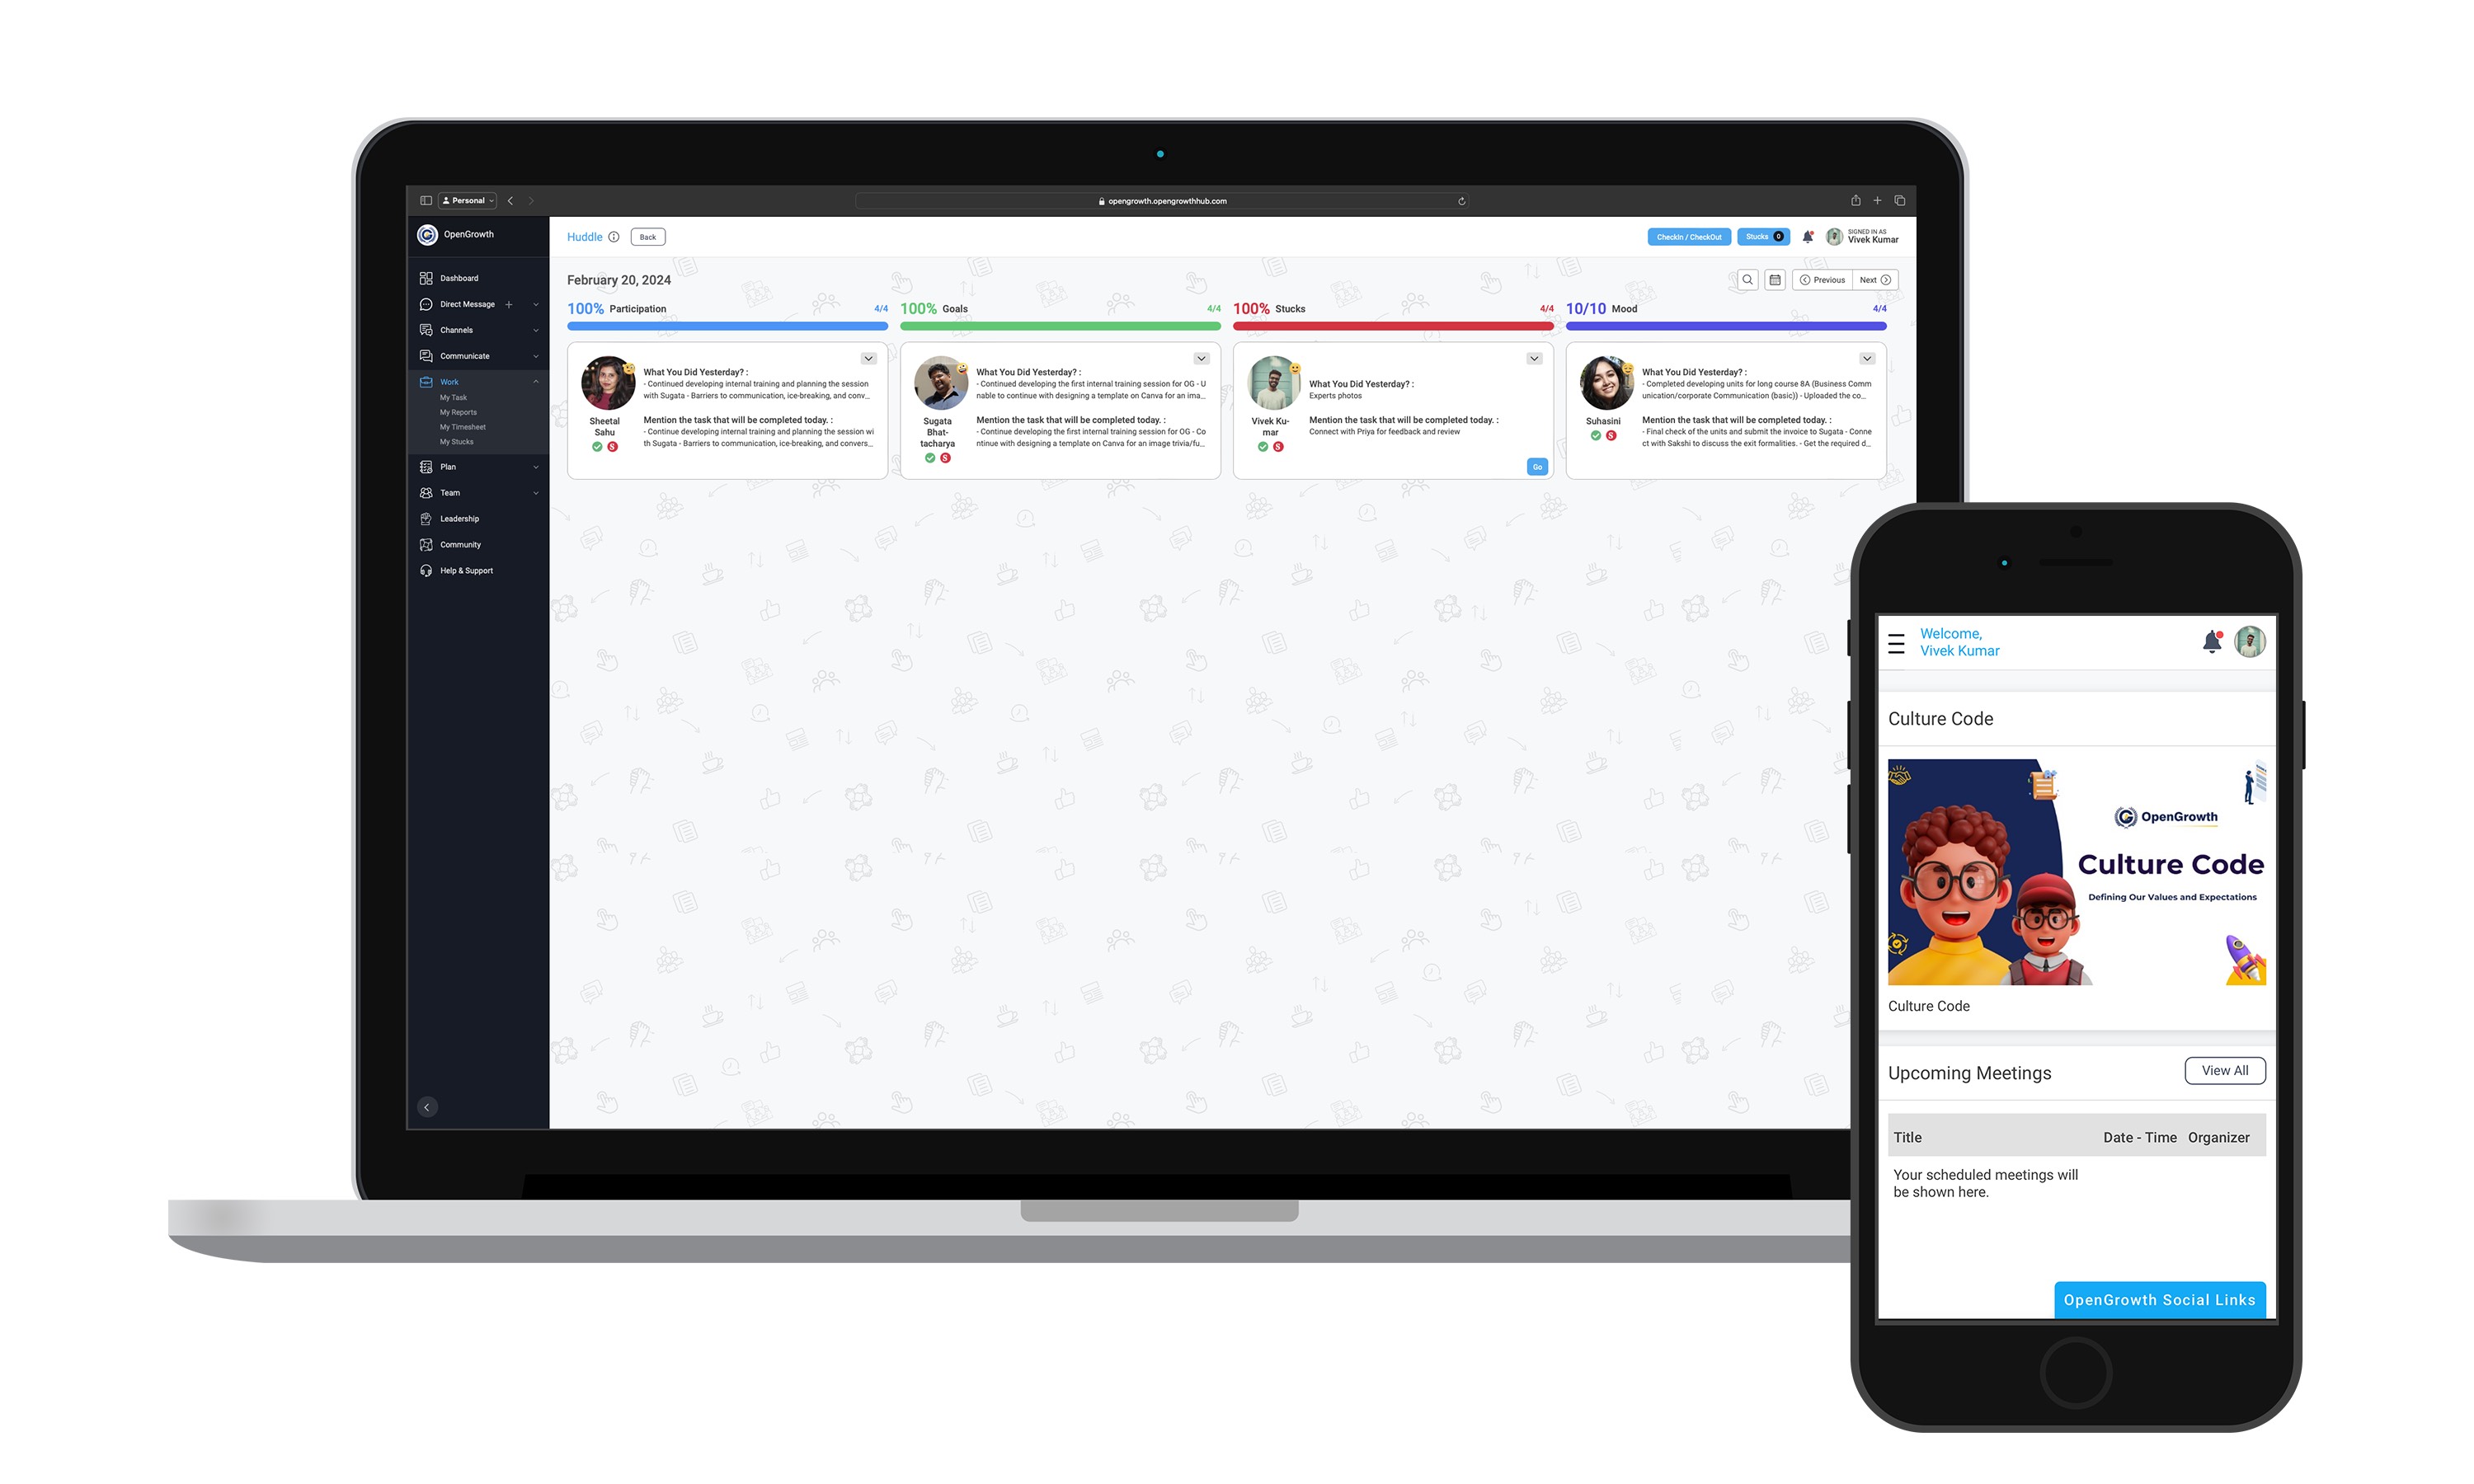 Personal
opengrowth.opengrowthhub.com
OpenGrowth
Dashboard
Direct Message
Channels
Communicate
Work
My Task
My Reports
My Timesheet
My Stucks
Plan
Team
Leadership
Community
Help & Support
Huddle
Back
CheckIn / CheckOut
Stucks 0
SIGNED IN AS
Vivek Kumar
February 20, 2024
Previous
Next
100% Participation 4/4
100% Goals 4/4
100% Stucks 4/4
10/10 Mood 4/4
Sheetal
Sahu
S
What You Did Yesterday? :
- Continued developing internal training and planning the session
with Sugata - Barriers to communication, ice-breaking, and conv...
Mention the task that will be completed today. :
- Continue developing internal training and planning the session wi
th Sugata - Barriers to communication, ice-breaking, and convers...
Sugata
Bhat-
tacharya
S
What You Did Yesterday? :
- Continued developing the first internal training session for OG - U
nable to continue with designing a template on Canva for an ima...
Mention the task that will be completed today. :
- Continue developing the first internal training session for OG - Co
ntinue with designing a template on Canva for an image trivia/fu...
Vivek Ku-
mar
S
What You Did Yesterday? :
Experts photos
Mention the task that will be completed today. :
Connect with Priya for feedback and review
Go
Suhasini
S
What You Did Yesterday? :
- Completed developing units for long course 8A (Business Comm
unication/corporate Communication (basic)) - Uploaded the co...
Mention the task that will be completed today. :
- Final check of the units and submit the invoice to Sugata - Conne
ct with Sakshi to discuss the exit formalities. - Get the required d...
Welcome,
Vivek Kumar
Culture Code
OpenGrowth
Culture Code
Defining Our Values and Expectations
Culture Code
Upcoming Meetings
View All
Title Date - Time Organizer
Your scheduled meetings will
be shown here.
OpenGrowth Social Links